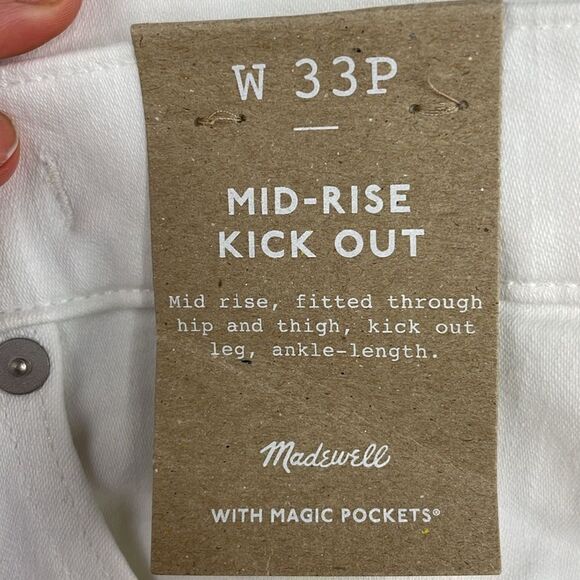 W 33P
MID-RISE
KICK OUT
Mid rise, fitted through
hip and thigh, kick out
leg, ankle-length.
Madewell
WITH MAGIC POCKETS®